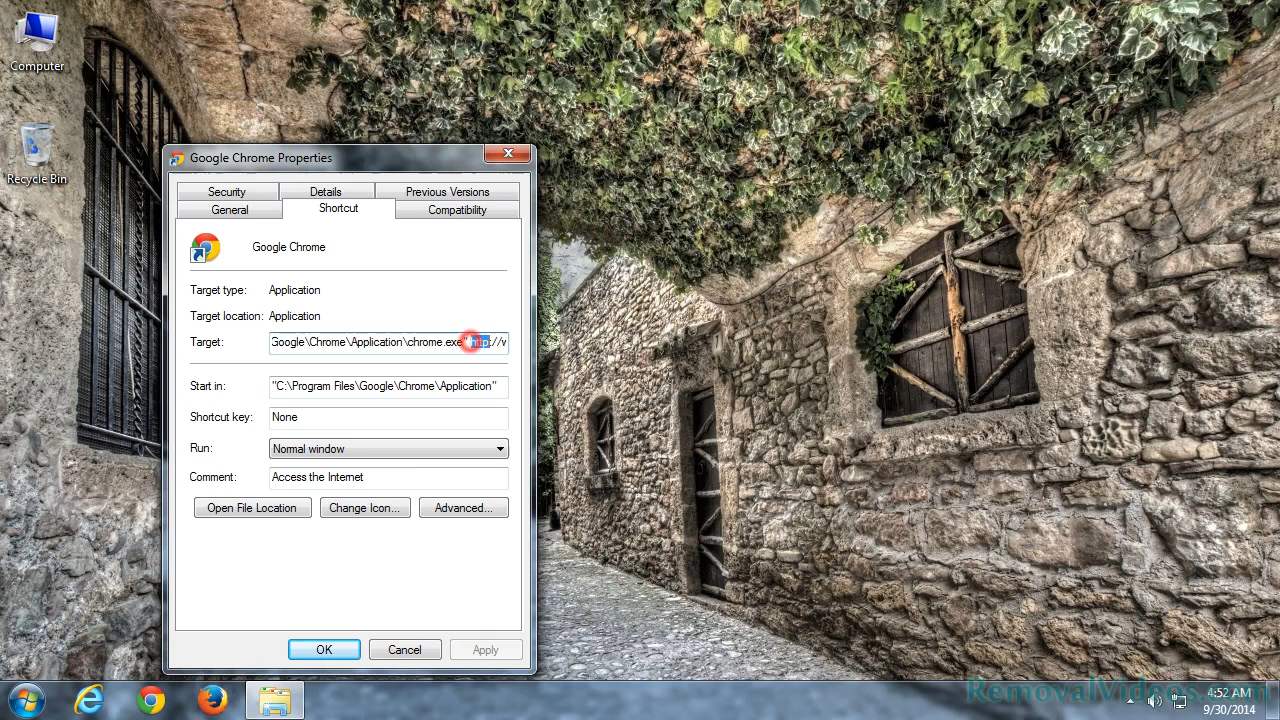 Computer
Recycle Bin
Google Chrome Properties
Security Details Previous Versions
General Shortcut Compatibility
Google Chrome
Target type: Application
Target location: Application
Target: Google\Chrome\Application\chrome.exe" http://v
Start in: "C:\Program Files\Google\Chrome\Application"
Shortcut key: None
Run: Normal window
Comment: Access the Internet
Open File Location Change Icon... Advanced...
OK Cancel Apply
RemovalVideos.com
4:52 AM
9/30/2014